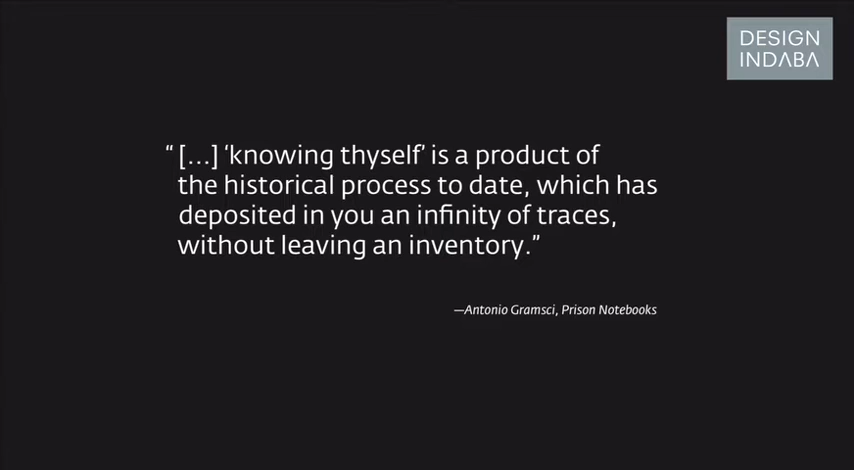 DESIGN
INDABA
“[...] ‘knowing thyself’ is a product of
the historical process to date, which has
deposited in you an infinity of traces,
without leaving an inventory.”
—Antonio Gramsci, Prison Notebooks